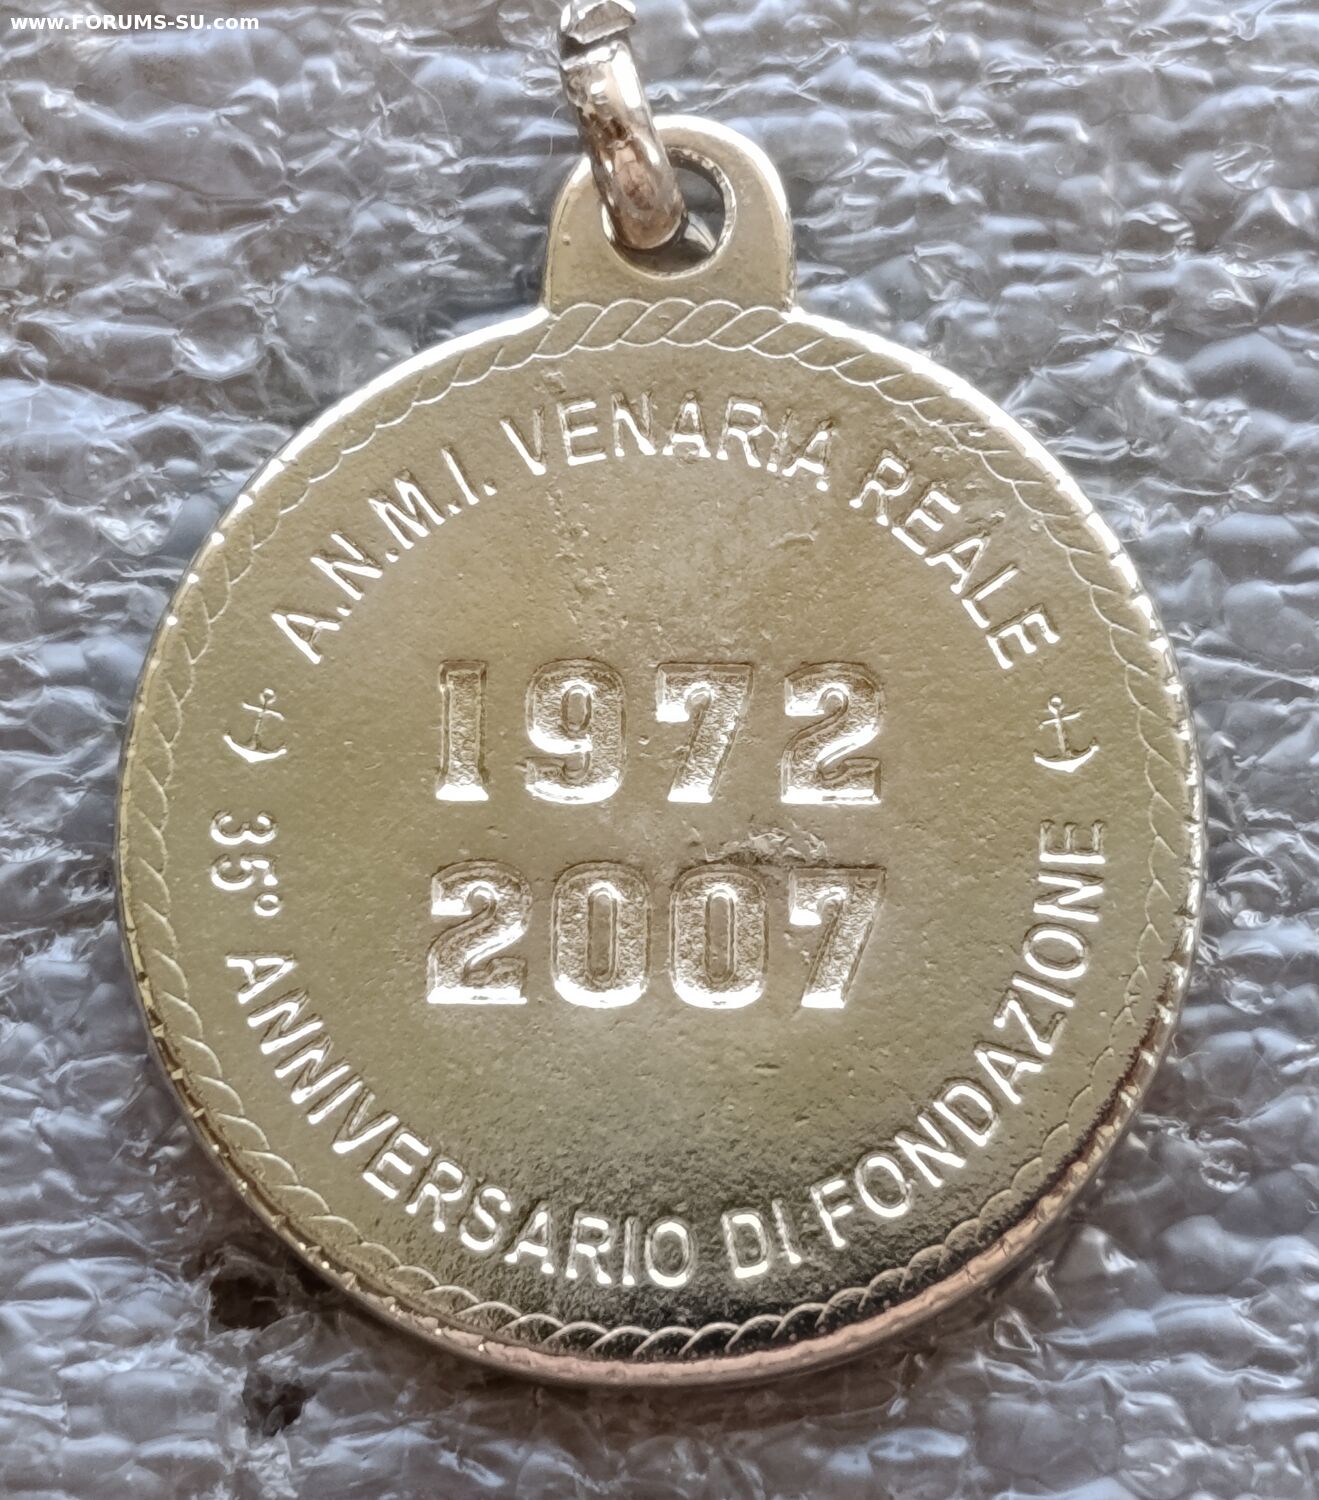 www.FORUMS-SU.com
A.N.M.I. VENARIA REALE
1972
2007
35° ANNIVERSARIO DI FONDAZIONE